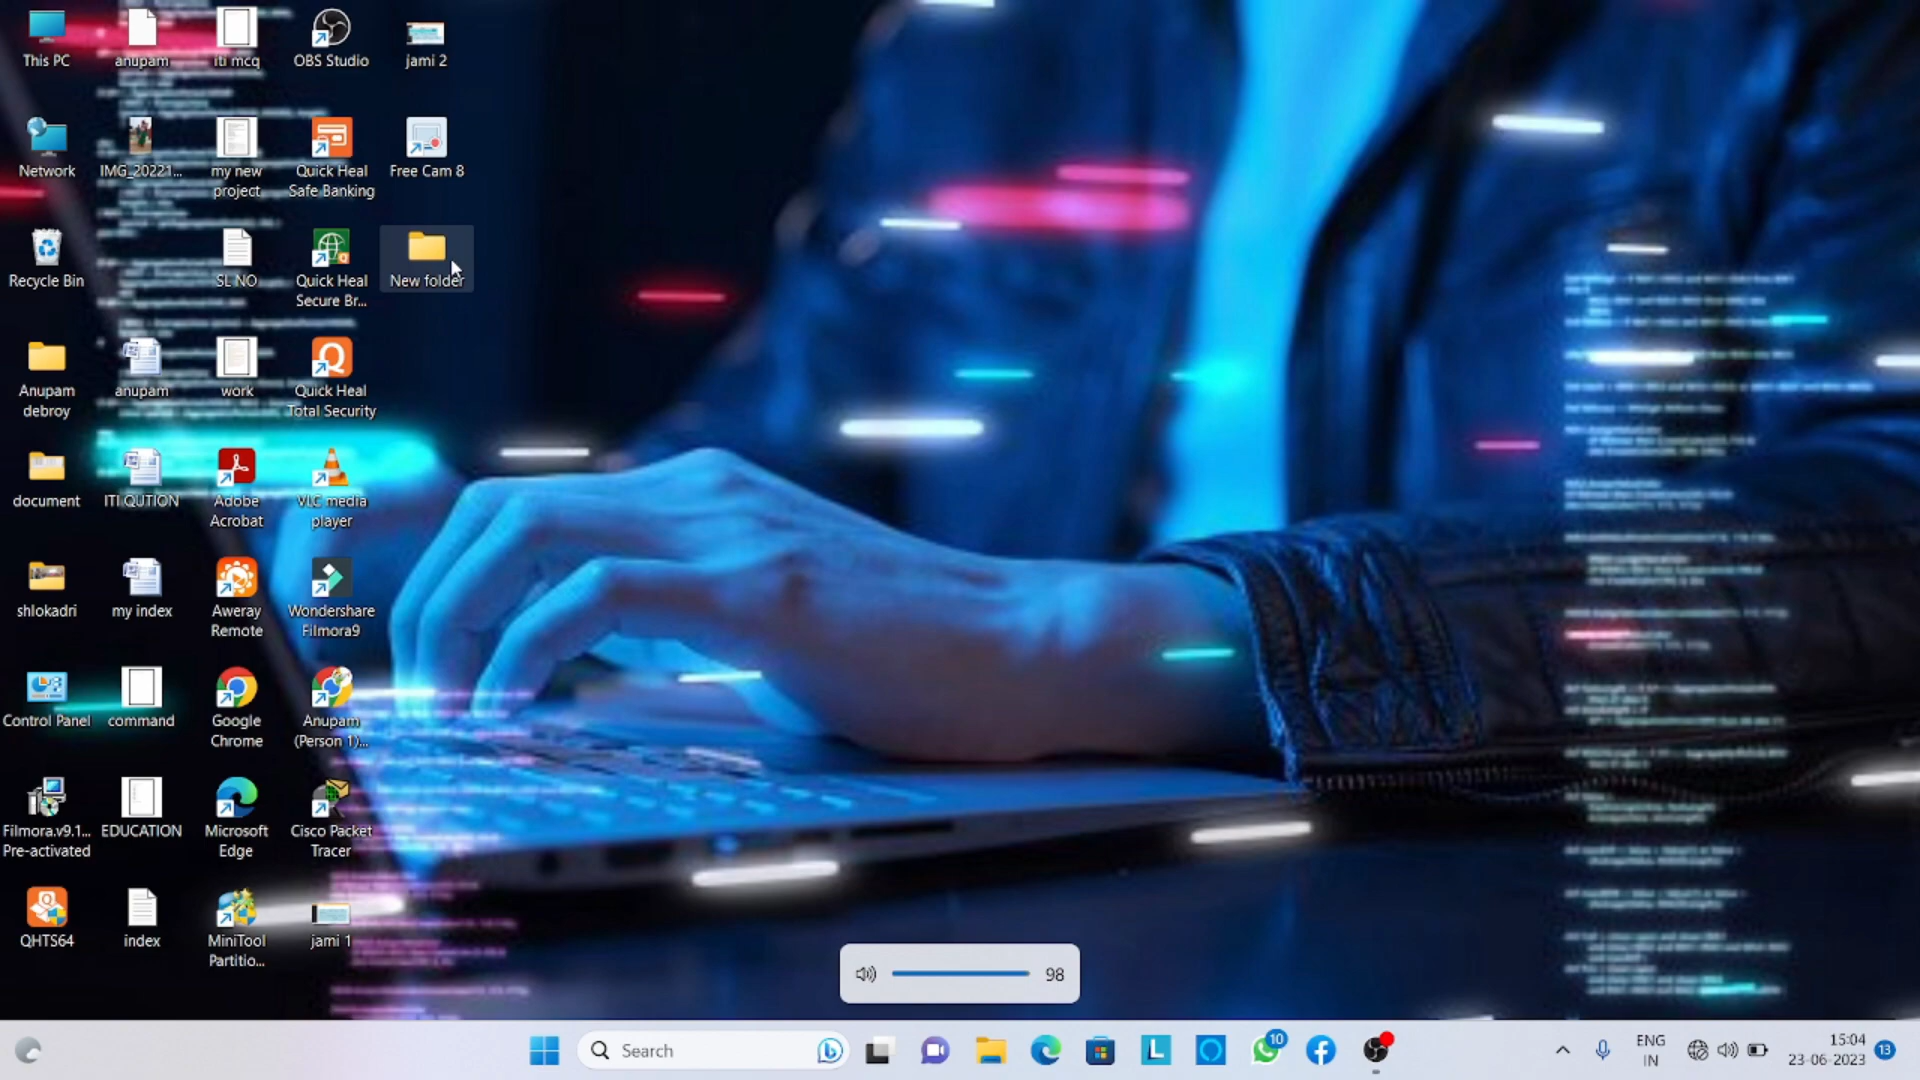 This PC
anupam
iti mcq
OBS Studio
jami 2
Network
IMG_20221...
my new
project
Quick Heal
Safe Banking
Free Cam 8
Recycle Bin
SL NO
Quick Heal
Secure Br...
New folder
Anupam
debroy
anupam
work
Quick Heal
Total Security
document
ITI.QUTION
Adobe
Acrobat
VLC media
player
shlokadri
my index
Aweray
Remote
Wondershare
Filmora9
Control Panel
command
Google
Chrome
Anupam
(Person 1)...
Filmora.v9.1...
Pre-activated
EDUCATION
Microsoft
Edge
Cisco Packet
Tracer
QHTS64
index
MiniTool
Partitio...
jami 1
98
Search
10
ENG
IN
15:04
23-06-2023
13